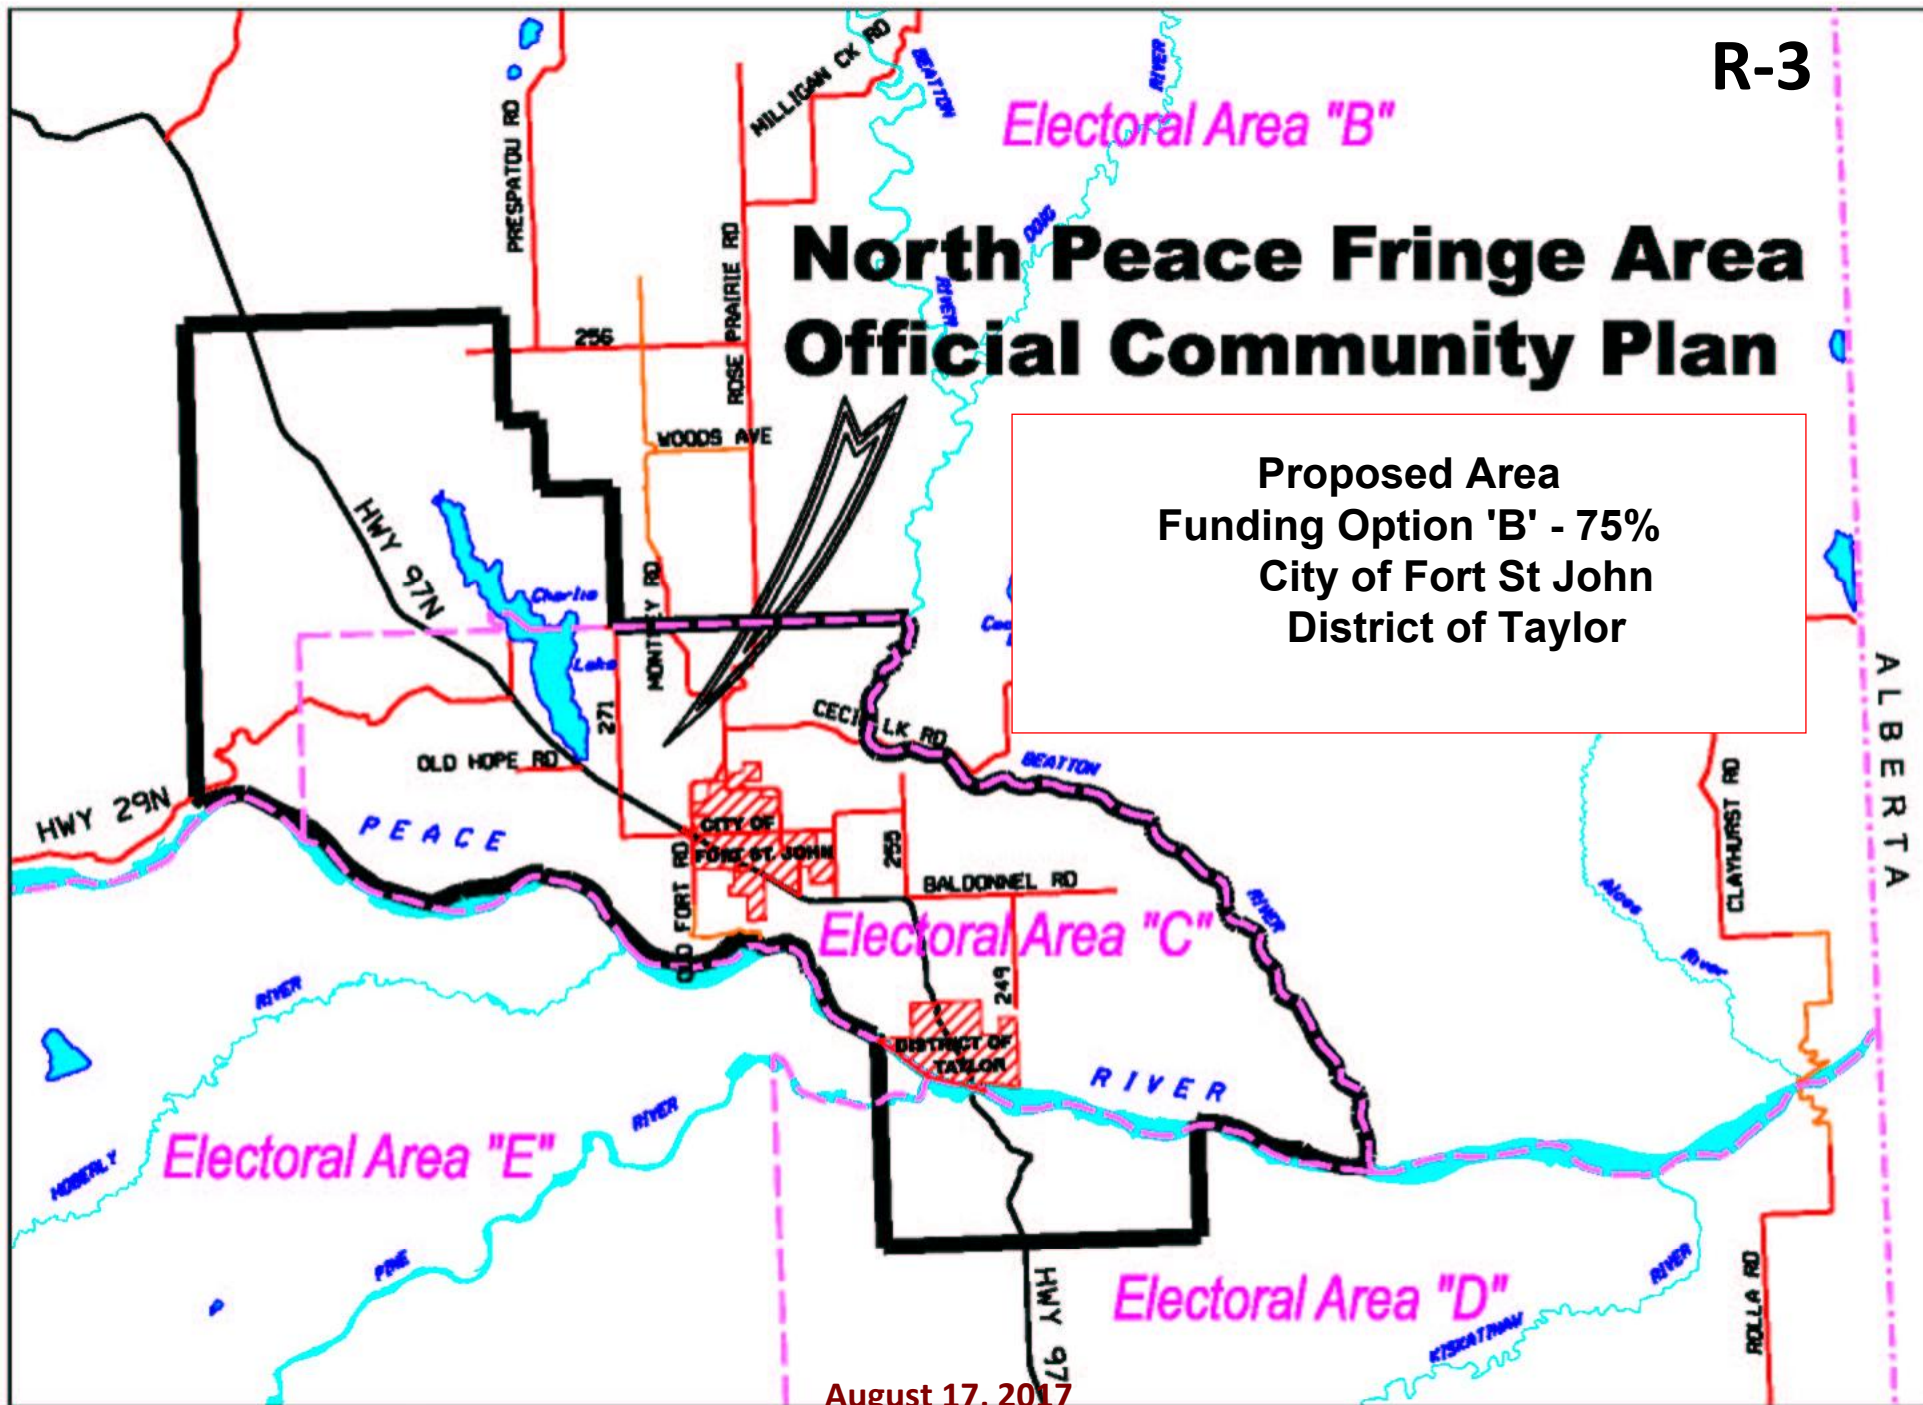 R-3
MILLIGAN CK RD
BEATTON
RIVER
Electoral Area "B"
PRESPATOU RD
DOIG
North Peace Fringe Area
Official Community Plan
RIVER
256
ROSE PRAIRIE RD
WOODS AVE
Proposed Area
Funding Option 'B' - 75%
City of Fort St John
District of Taylor
HWY 97N
Charlie
Lake
MONTNEY RD
271
CECIL LK RD
ALBERTA
OLD HOPE RD
BEATTON
RIVER
HWY 29N
PEACE
CITY OF
FORT ST. JOHN
OLD FORT RD
255
BALDONNEL RD
Electoral Area "C"
CLAYHURST RD
Alces
River
249
RIVER
DISTRICT OF
TAYLOR
RIVER
MOBERLY
RIVER
Electoral Area "E"
PINE
Electoral Area "D"
HWY 97
KISKATINAW
RIVER
ROLLA RD
August 17, 2017